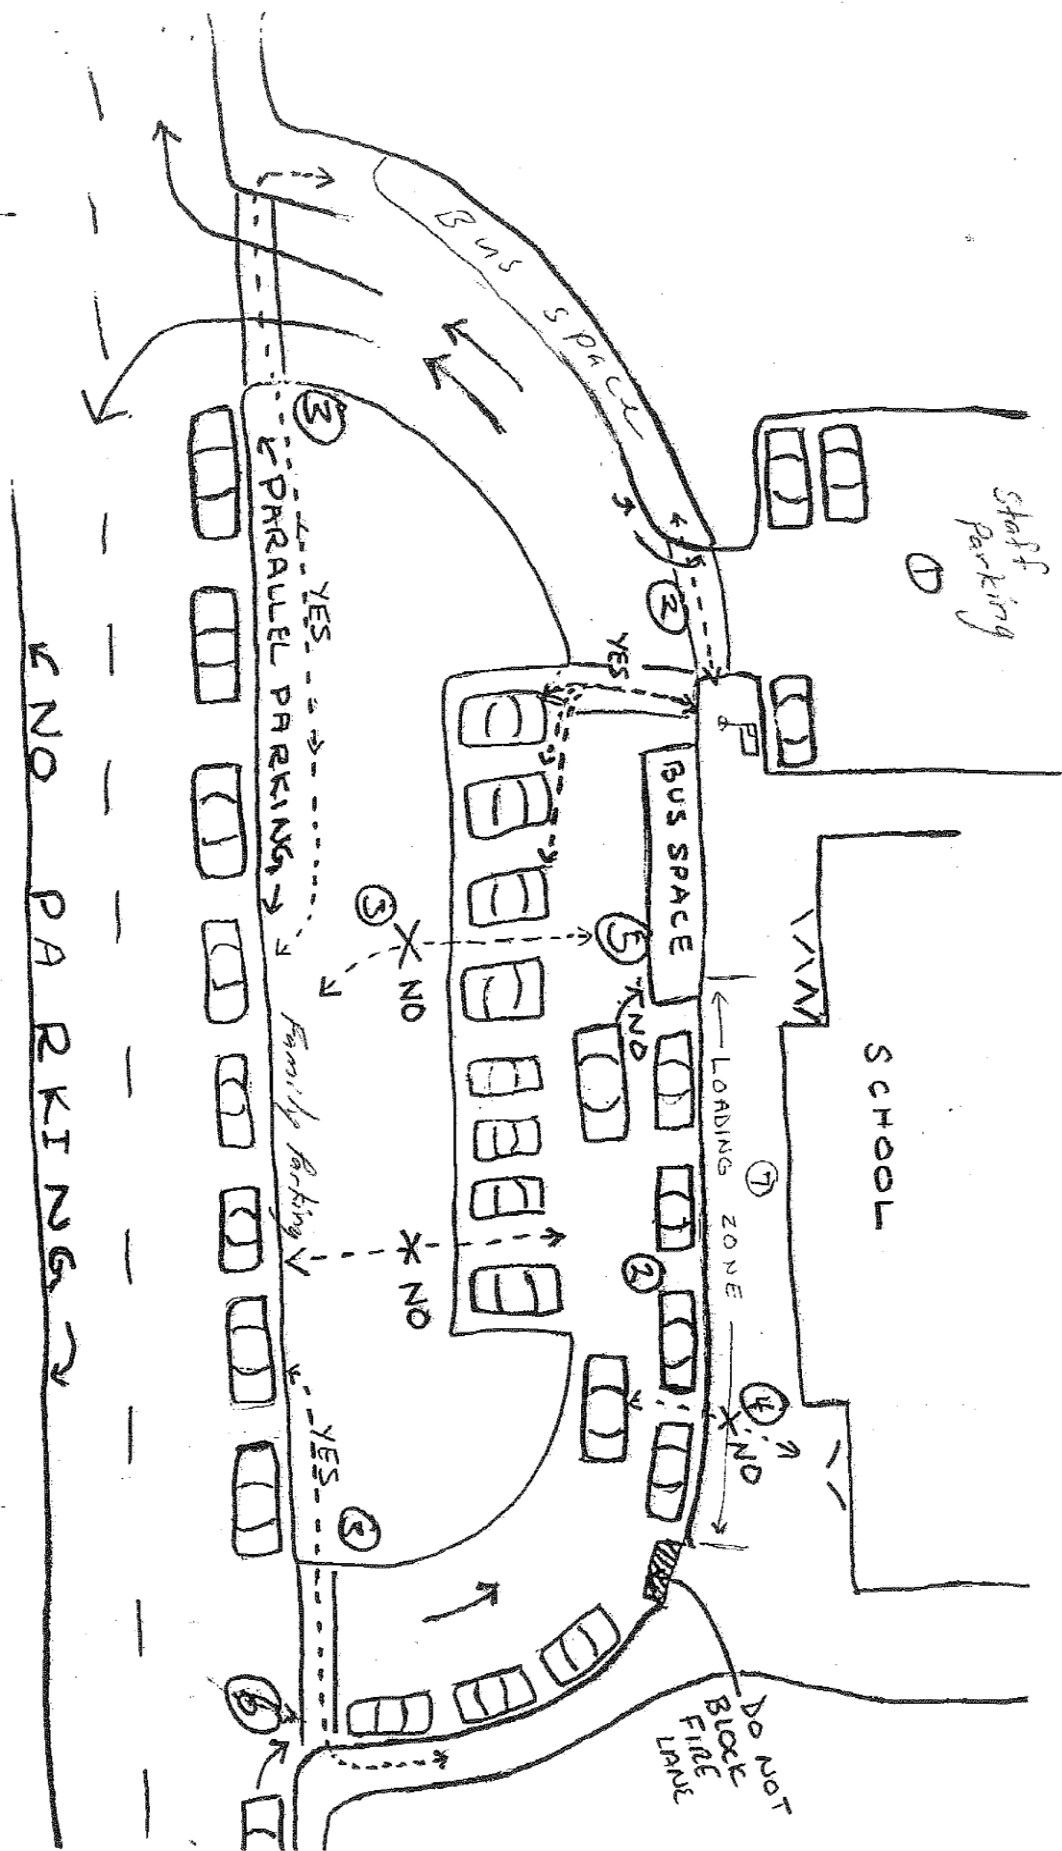 SCHOOL
Staff
Parking
1
Bus space
2
YES
BUS SPACE
5
NO
← LOADING ZONE →
7
2
4
NO
DO NOT
BLOCK
FIRE
LANE
3
YES
← PARALLEL PARKING →
3
NO
Family Parking
NO
YES
3
6
← NO PARKING →